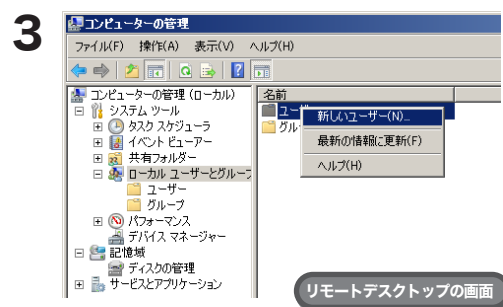 3
コンピューターの管理
ファイル(F) 操作(A) 表示(V) ヘルプ(H)
コンピューターの管理(ローカル)
システム ツール
タスク スケジューラ
イベント ビューアー
共有フォルダー
ローカル ユーザーとグループ
ユーザー
グループ
パフォーマンス
デバイス マネージャー
記憶域
ディスクの管理
サービスとアプリケーション
名前
ユーザ
グル
新しいユーザー(N)...
最新の情報に更新(F)
ヘルプ(H)
リモートデスクトップの画面